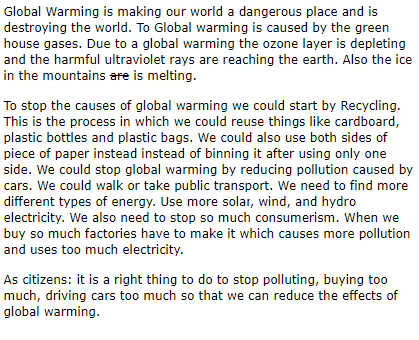 Global Warming is making our world a dangerous place and is
destroying the world. To Global warming is caused by the green
house gases. Due to a global warming the ozone layer is depleting
and the harmful ultraviolet rays are reaching the earth. Also the ice
in the mountains are is melting.

To stop the causes of global warming we could start by Recycling.
This is the process in which we could reuse things like cardboard,
plastic bottles and plastic bags. We could also use both sides of
piece of paper instead instead of binning it after using only one
side. We could stop global warming by reducing pollution caused by
cars. We could walk or take public transport. We need to find more
different types of energy. Use more solar, wind, and hydro
electricity. We also need to stop so much consumerism. When we
buy so much factories have to make it which causes more pollution
and uses too much electricity.

As citizens: it is a right thing to do to stop polluting, buying too
much, driving cars too much so that we can reduce the effects of
global warming.